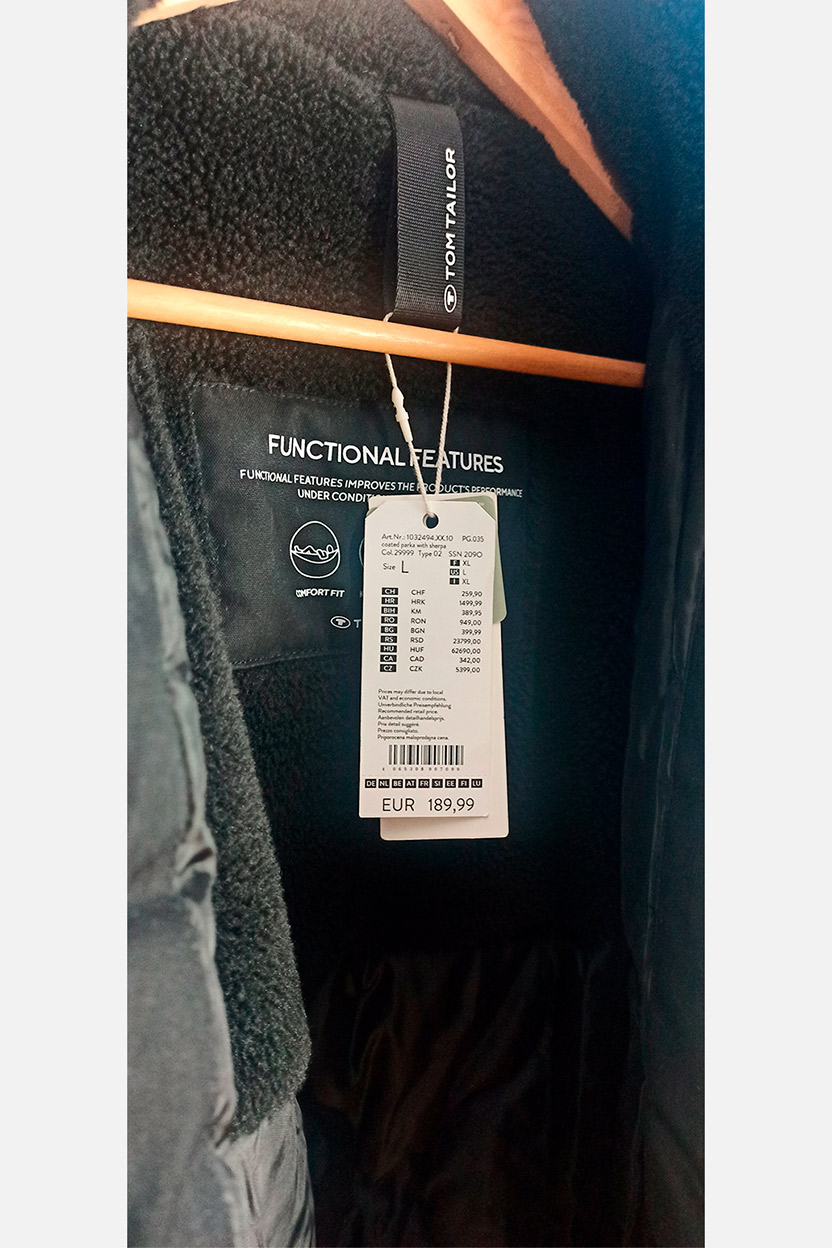 TOM TAILOR
FUNCTIONAL FEATURES
FUNCTIONAL FEATURES IMPROVES THE PRODUCT'S PERFORMANCE
UNDER
COMFORT FIT
Art.Nr.: 1032494.XX.10 PG.035
coated parka with sherpa
Col.29999 Type 02 SSN 2090
Size L
F XL
US L
I XL
CH CHF 259,90
HR HRK 1499,99
BIH KM 389,95
RO RON 949,00
BG BGN 399,99
RS RSD 23799,00
HU HUF 62690,00
CA CAD 342,00
CZ CZK 5399,00
Prices may differ due to local
VAT and economic conditions.
Unverbindliche Preisempfehlung
Recommended retail price.
Aanbevolen detailhandelsprijs.
Prix détail suggéré.
Prezzo consigliato.
Priporocena maloprodajna cena.
DE NL BE AT FR SI EE FI LU
EUR 189,99